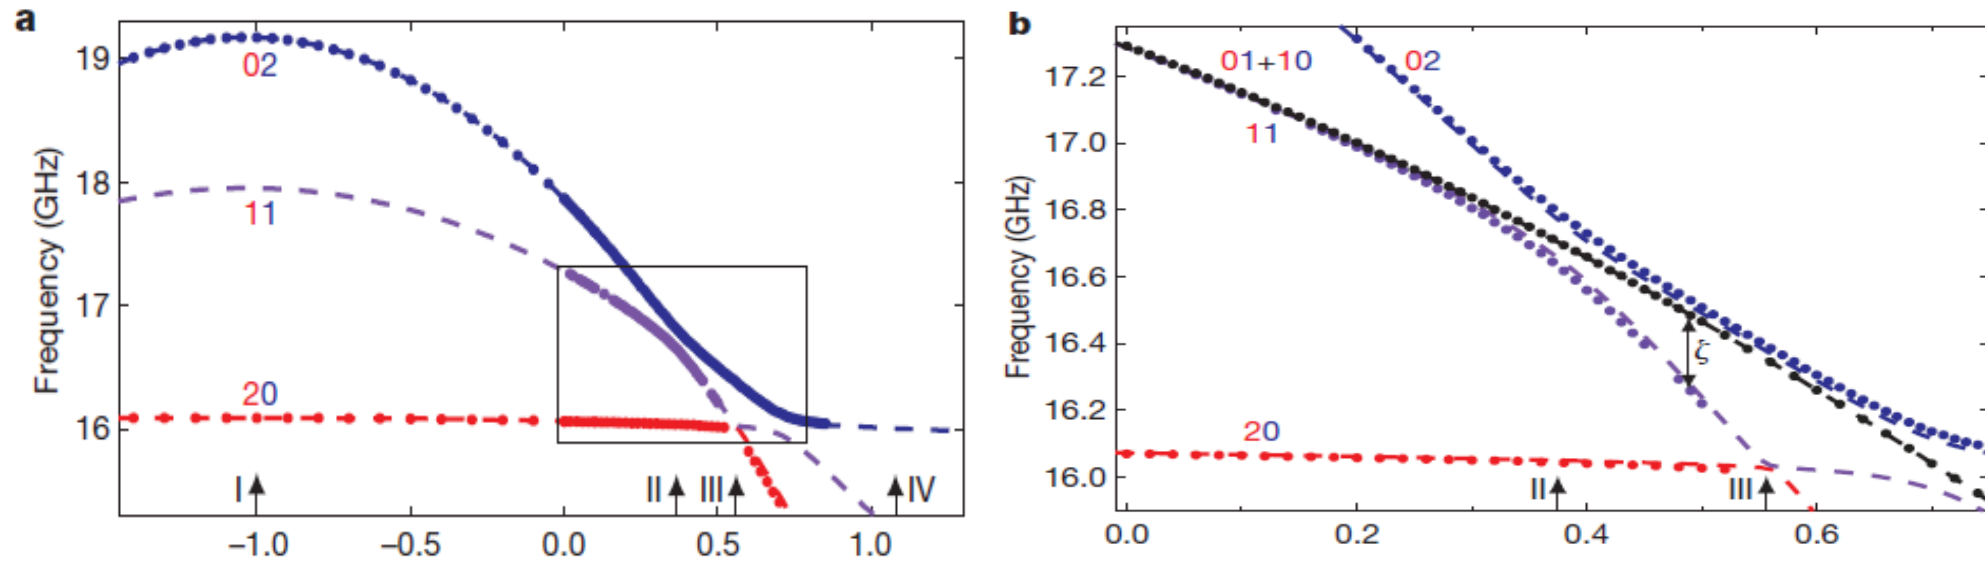 a
Frequency (GHz)
19
18
17
16
02
11
20
I
II
III
IV
−1.0
−0.5
0.0
0.5
1.0
b
Frequency (GHz)
17.2
17.0
16.8
16.6
16.4
16.2
16.0
01+10
02
11
ζ
20
II
III
0.0
0.2
0.4
0.6